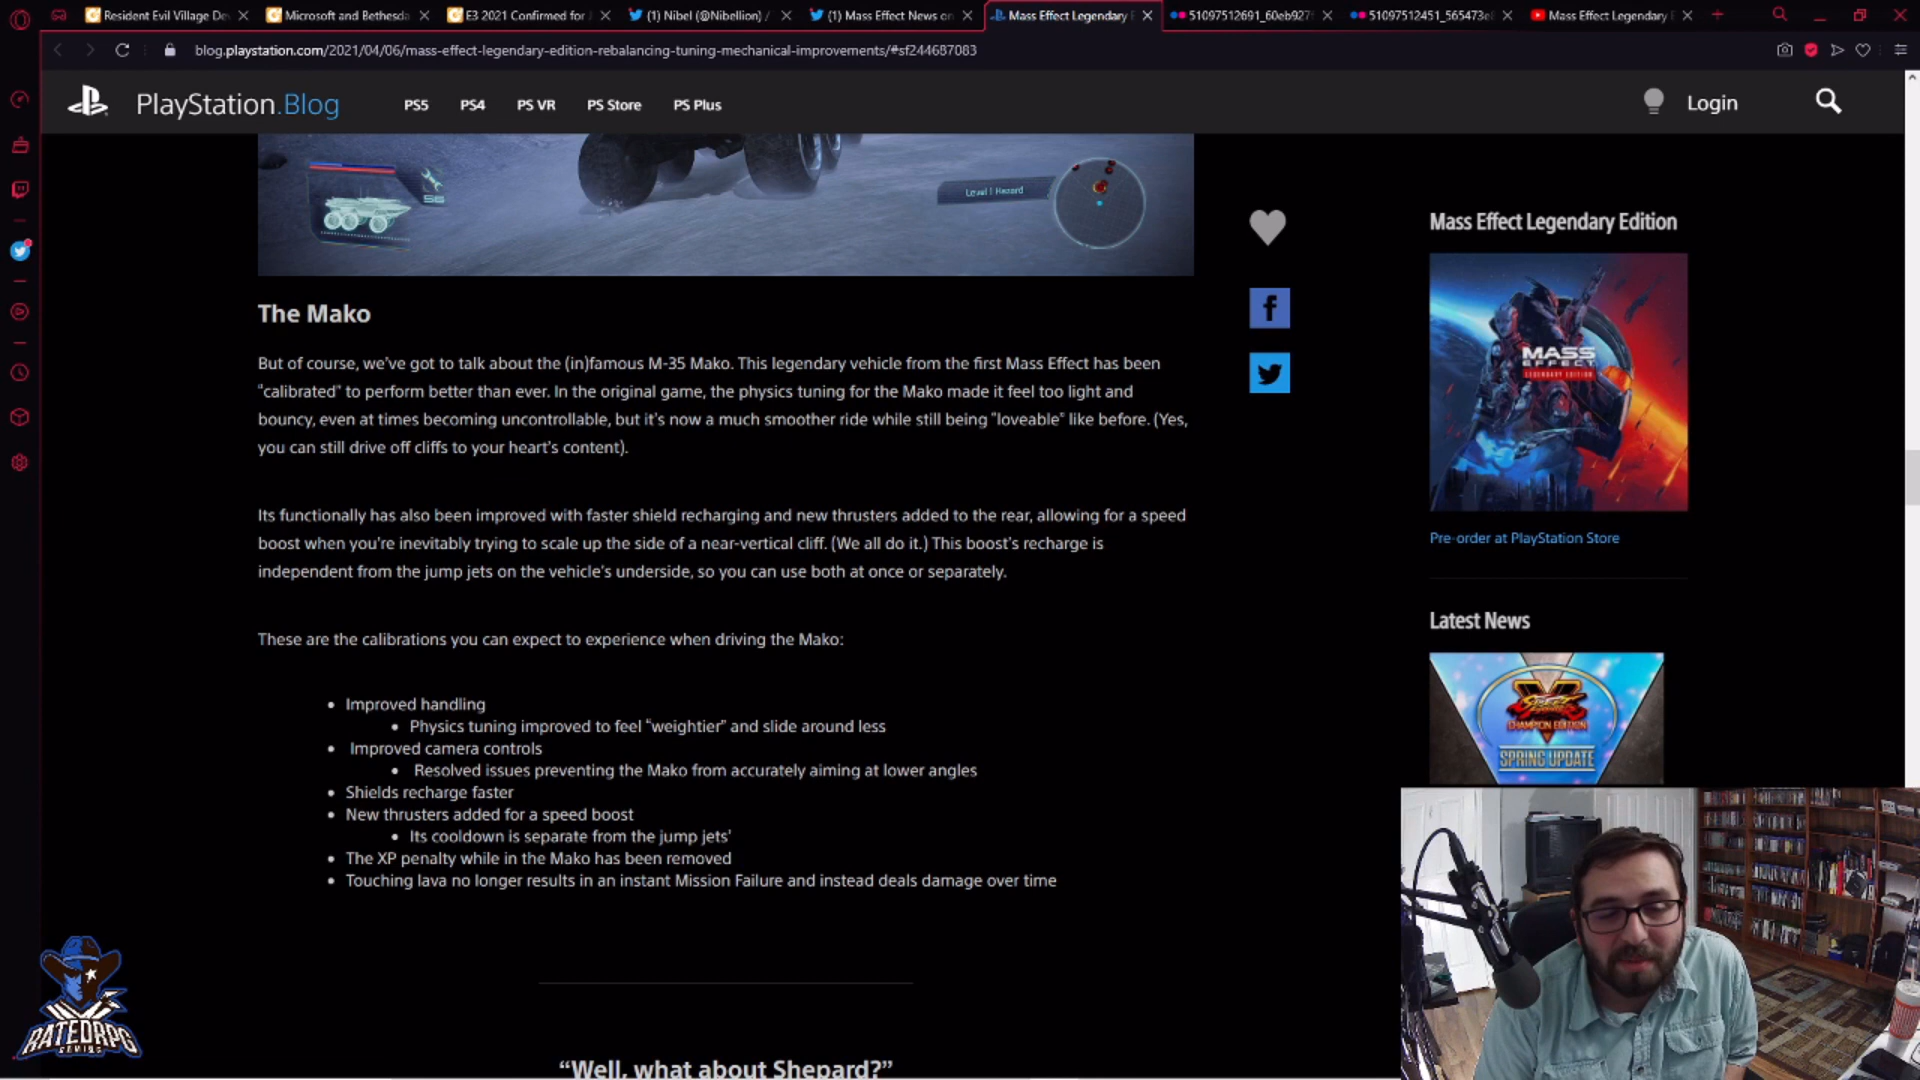 Resident Evil Village De
Microsoft and Bethesda
E3 2021 Confirmed for
(1) Nibel (@Nibellion) /
(1) Mass Effect News on
Mass Effect Legendary E
51097512691_60eb927f
51097512451_565473e
Mass Effect Legendary E
blog.playstation.com/2021/04/06/mass-effect-legendary-edition-rebalancing-tuning-mechanical-improvements/#sf244687083
PlayStation.Blog
PS5
PS4
PS VR
PS Store
PS Plus
Login
Level 1 Hazard
The Mako
But of course, we've got to talk about the (in)famous M-35 Mako. This legendary vehicle from the first Mass Effect has been
“calibrated” to perform better than ever. In the original game, the physics tuning for the Mako made it feel too light and
bouncy, even at times becoming uncontrollable, but it's now a much smoother ride while still being “loveable” like before. (Yes,
you can still drive off cliffs to your heart's content).
Its functionally has also been improved with faster shield recharging and new thrusters added to the rear, allowing for a speed
boost when you're inevitably trying to scale up the side of a near-vertical cliff. (We all do it.) This boost's recharge is
independent from the jump jets on the vehicle's underside, so you can use both at once or separately.
These are the calibrations you can expect to experience when driving the Mako:
• Improved handling
• Physics tuning improved to feel “weightier” and slide around less
• Improved camera controls
• Resolved issues preventing the Mako from accurately aiming at lower angles
• Shields recharge faster
• New thrusters added for a speed boost
• Its cooldown is separate from the jump jets'
• The XP penalty while in the Mako has been removed
• Touching lava no longer results in an instant Mission Failure and instead deals damage over time
“Well, what about Shepard?”
Mass Effect Legendary Edition
MASS
EFFECT
LEGENDARY EDITION
Pre-order at PlayStation Store
Latest News
STREET FIGHTER
V
CHAMPION EDITION
SPRING UPDATE
RATEDRPG
GAMING